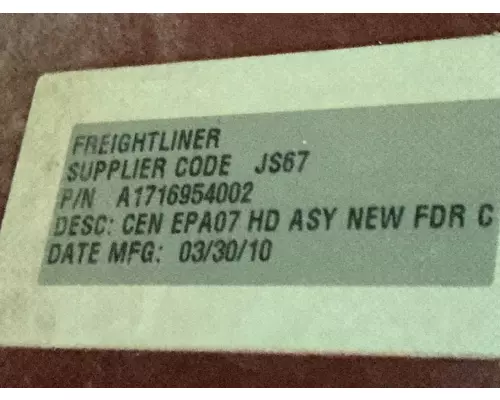 FREIGHTLINER
SUPPLIER CODE JS67
P/N A1716954002
DESC: CEN EPA07 HD ASY NEW FDR C
DATE MFG: 03/30/10